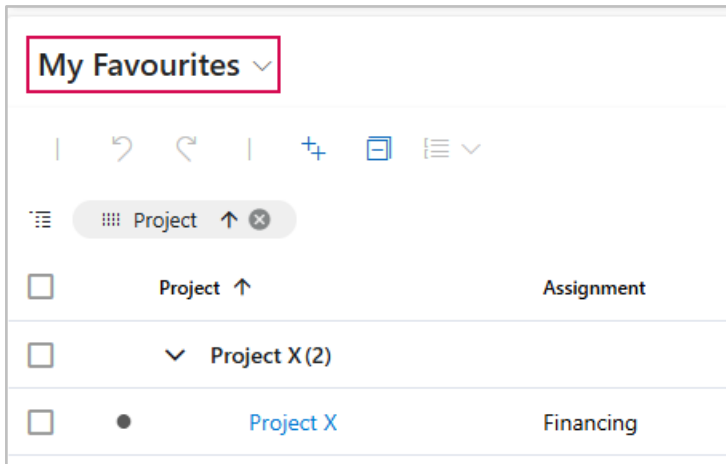 My Favourites
Project
Project Assignment
Project X (2)
Project X Financing